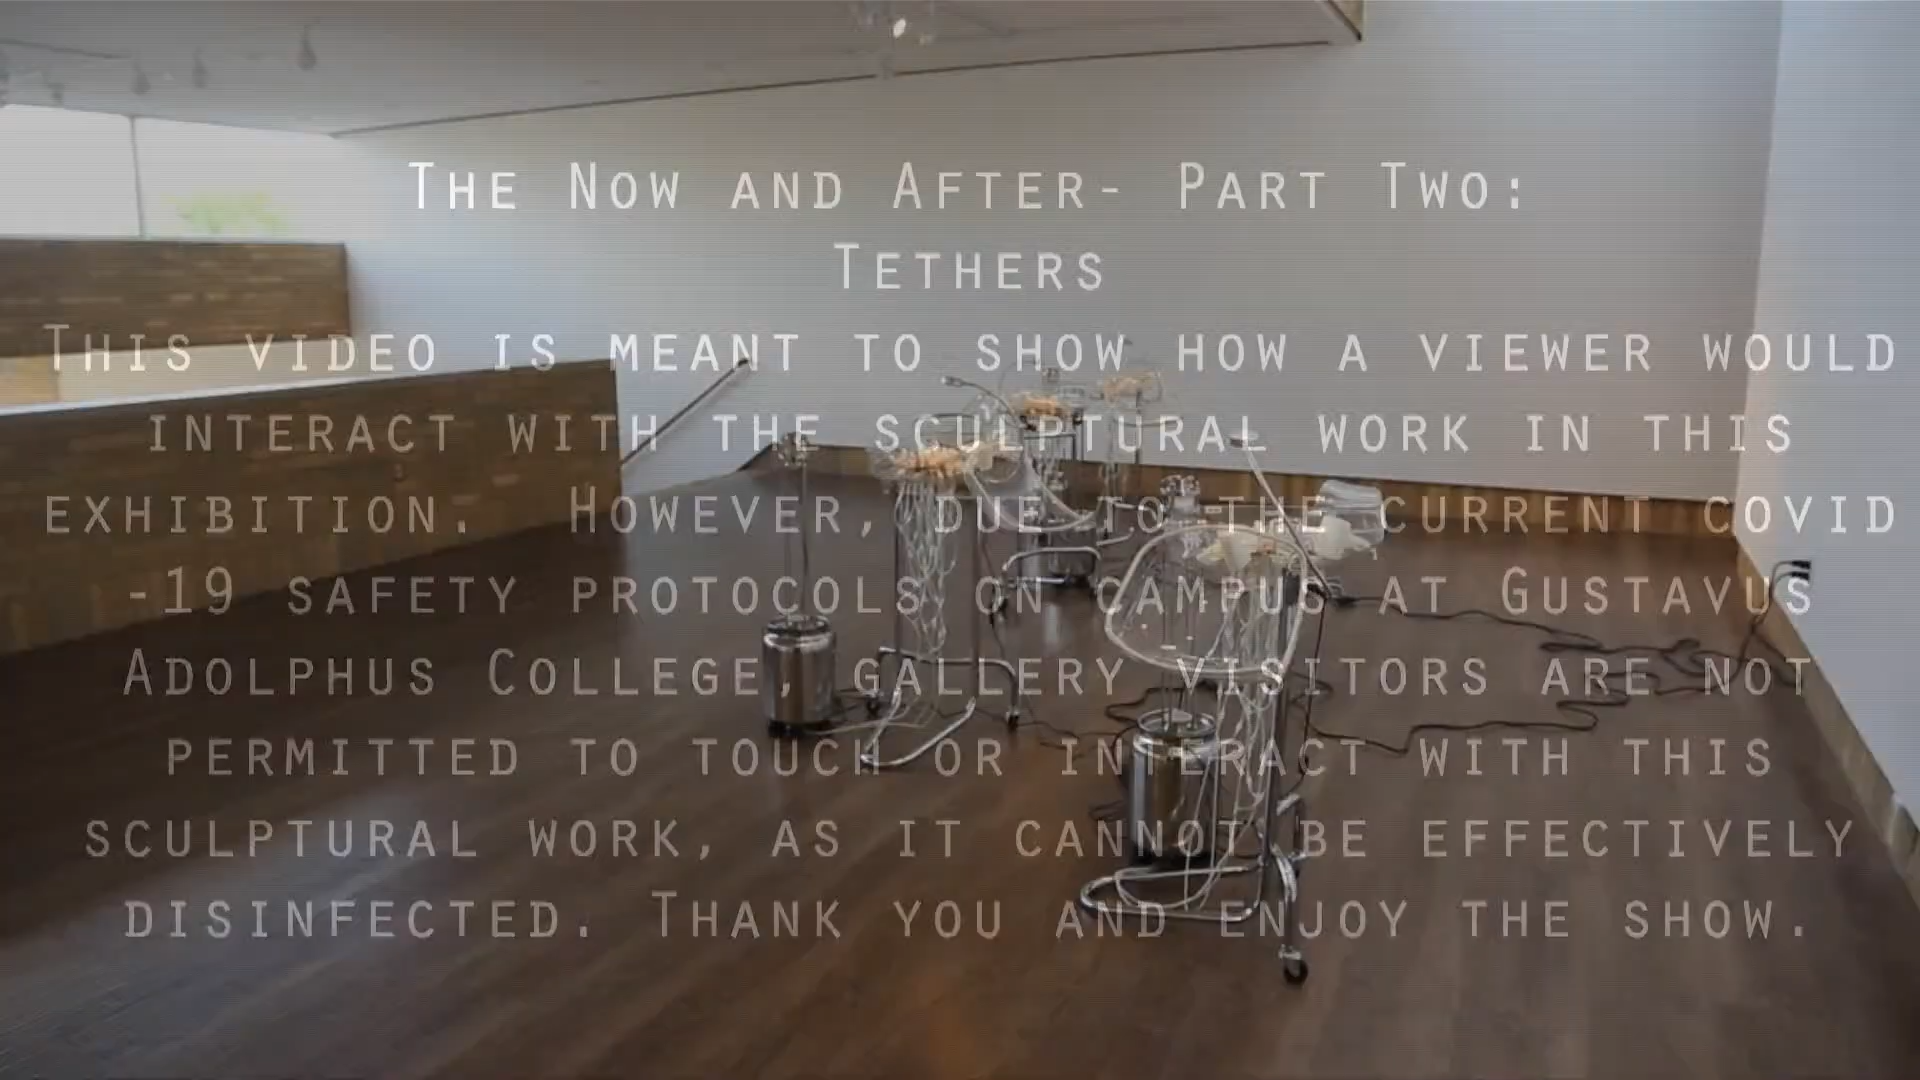 The Now and After- Part Two:
Tethers
This video is meant to show how a viewer would
interact with the sculptural work in this
exhibition.  However, due to the current covid
-19 safety protocols on campus at Gustavus
Adolphus College, gallery visitors are not
permitted to touch or interact with this
sculptural work, as it cannot be effectively
disinfected. Thank you and enjoy the show.